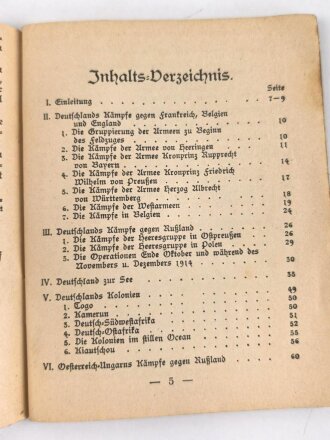 Inhalts-Verzeichnis.
Seite
I. Einleitung . . . . . . . . . . . . 7—9
II. Deutschlands Kämpfe gegen Frankreich, Belgien
und England . . . . . . . . . . . 10
1. Die Gruppierung der Armeen zu Beginn
des Feldzuges . . . . . . . . . . 10
2. Die Kämpfe der Armee von Heeringen . . 11
3. Die Kämpfe der Armee Kronprinz Rupprecht
von Bayern . . . . . . . . . . . 14
4. Die Kämpfe der Armee Kronprinz Friedrich
Wilhelm von Preußen . . . . . . . . 17
5. Die Kämpfe der Armee Herzog Albrecht
von Württemberg . . . . . . . . . 18
6. Die Kämpfe der Westarmeen . . . . . 19
7. Die Kämpfe in Belgien . . . . . . . 24
III. Deutschlands Kämpfe gegen Rußland . . . . 26
1. Die Kämpfe der Heeresgruppe in Ostpreußen 26
2. Die Kämpfe der Heeresgruppe in Polen . . 29
3. Die Operationen Ende Oktober und während des
Novembers u. Dezembers 1914 . . . .
IV. Deutschland zur See . . . . . . . . .
V. Deutschlands Kolonien . . . . . . . . 49
1. Togo . . . . . . . . . . . . . 50
2. Kamerun . . . . . . . . . . . . 51
3. Deutsch-Südwestafrika . . . . . . . 52
4. Deutsch-Ostafrika . . . . . . . . .
5. Die Kolonien im stillen Ocean . . . . . 55
6. Kiautschou . . . . . . . . . . . 56
VI. Oesterreich-Ungarns Kämpfe gegen Rußland . . 60
— 5 —